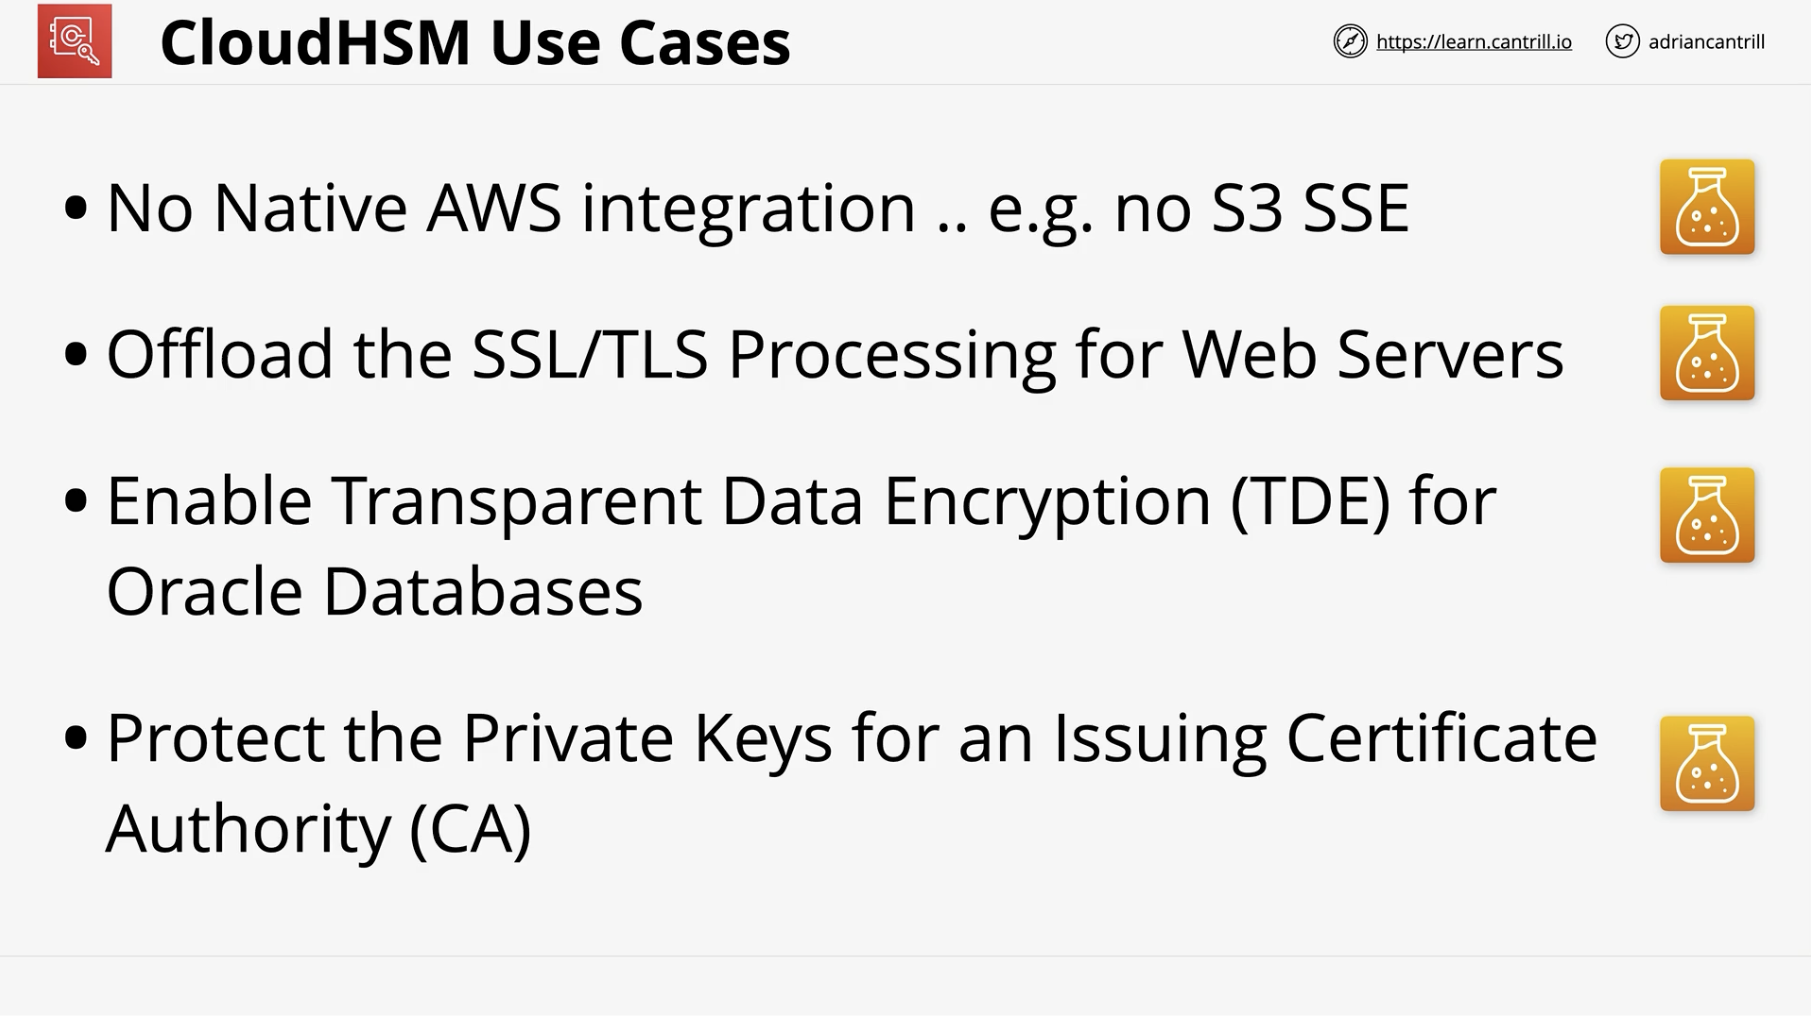 CloudHSM Use Cases
https://learn.cantrill.io
adriancantrill
• No Native AWS integration .. e.g. no S3 SSE
• Offload the SSL/TLS Processing for Web Servers
• Enable Transparent Data Encryption (TDE) for
Oracle Databases
• Protect the Private Keys for an Issuing Certificate
Authority (CA)